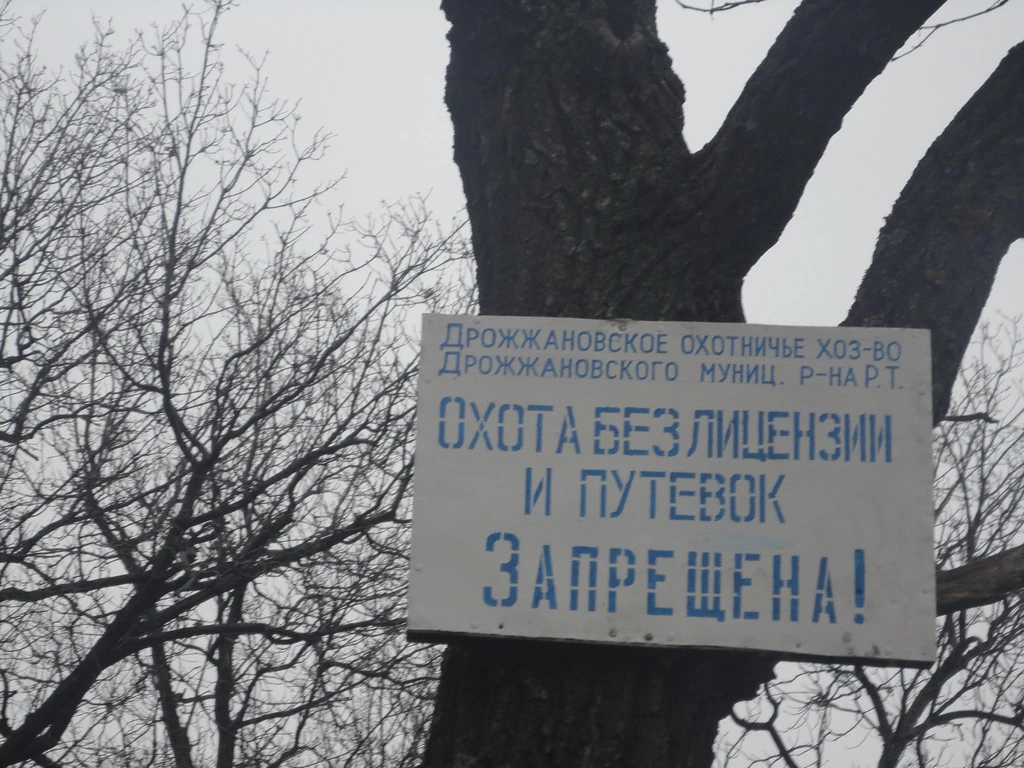 Дрожжановское охотничье хоз-во
Дрожжановского муниц. р-на Р.Т.
Охота без лицензии
и путевок
Запрещена!